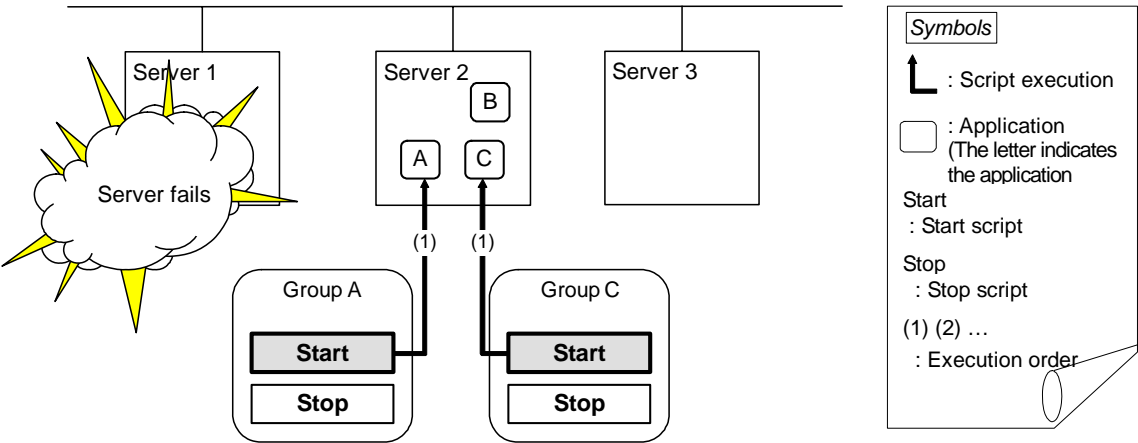 Server 1
Server 2
Server 3
B
A
C
Server fails
(1)
(1)
Group A
Group C
Start
Start
Stop
Stop
Symbols
: Script execution
: Application
(The letter indicates
the application
Start
: Start script
Stop
: Stop script
(1) (2) …
: Execution order